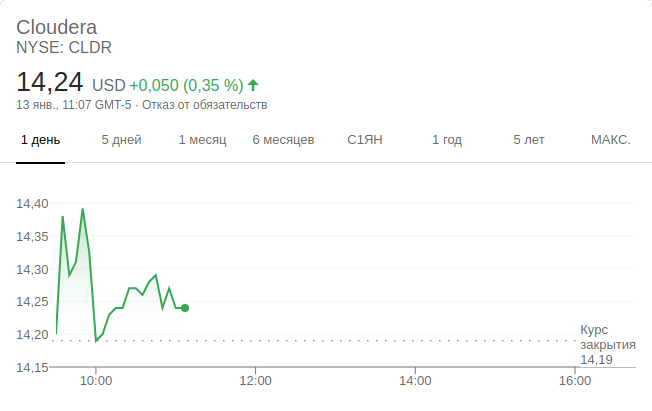 Cloudera
NYSE: CLDR
14,24 USD +0,050 (0,35 %)
13 янв., 11:07 GMT-5 · Отказ от обязательств
1 день 5 дней 1 месяц 6 месяцев С1ЯН 1 год 5 лет МАКС.
14,40
14,35
14,30
14,25
14,20
14,15
Курс
закрытия
14,19
10:00 12:00 14:00 16:00